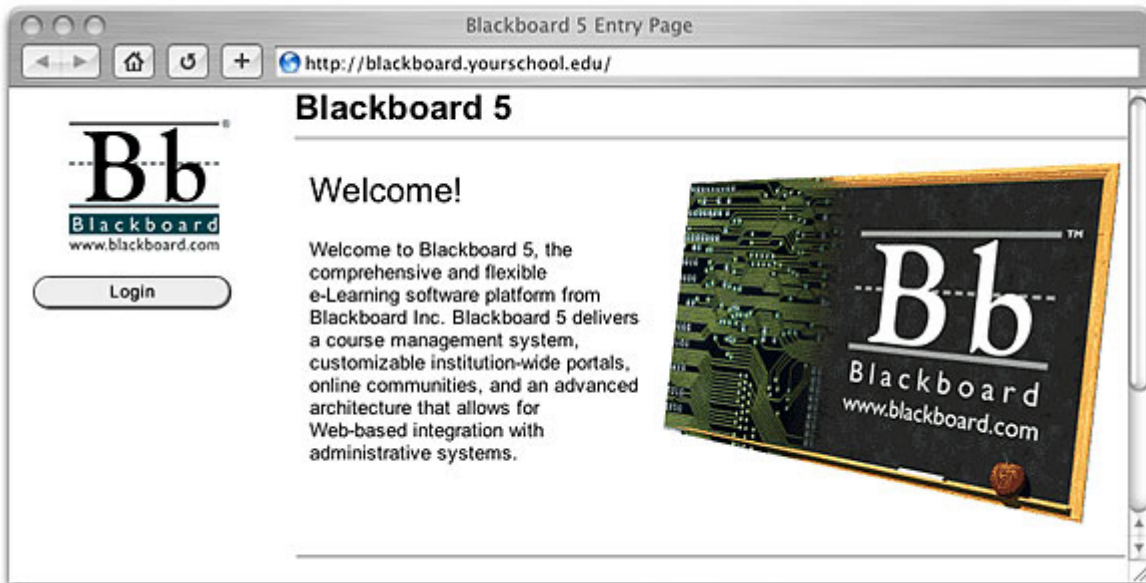 Blackboard 5 Entry Page
http://blackboard.yourschool.edu/
Bb®
Blackboard
www.blackboard.com
Login
Blackboard 5
Welcome!
Welcome to Blackboard 5, the
comprehensive and flexible
e-Learning software platform from
Blackboard Inc. Blackboard 5 delivers
a course management system,
customizable institution-wide portals,
online communities, and an advanced
architecture that allows for
Web-based integration with
administrative systems.
Bb™
Blackboard
www.blackboard.com